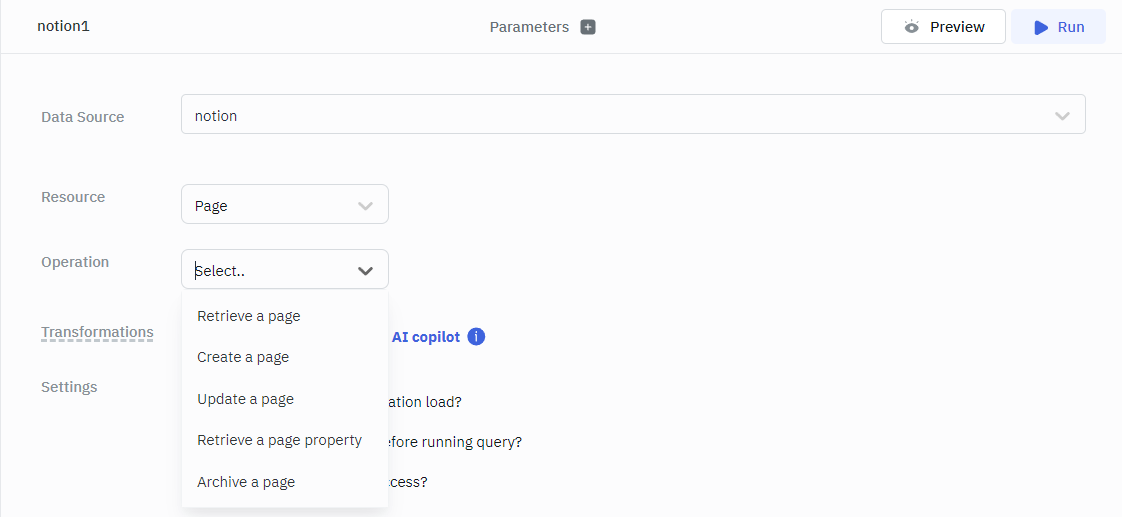 notion1
Parameters
Preview
Run
Data Source
notion
Resource
Page
Operation
Select..
Retrieve a page
Transformations
AI copilot
Create a page
Settings
Update a page
ation load?
Retrieve a page property
efore running query?
Archive a page
ccess?